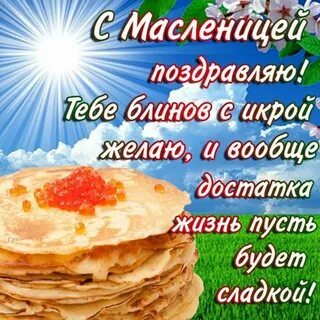 С Масленицей
поздравляю!
Тебе блинов с икрой
желаю, и вообще
достатка
жизнь пусть
будет
сладкой!